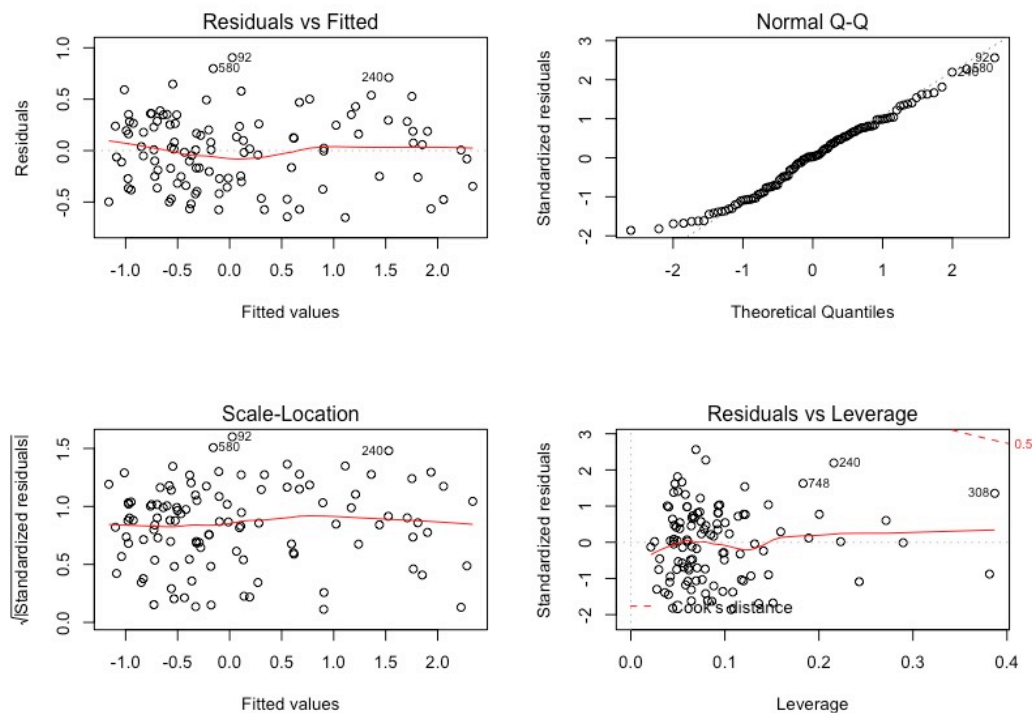 Residuals vs Fitted
Residuals
1.0
0.5
0.0
-0.5
92
580
240
-1.0 -0.5 0.0 0.5 1.0 1.5 2.0
Fitted values
Normal Q-Q
Standardized residuals
3
2
1
0
-1
-2
92
580
240
-2 -1 0 1 2
Theoretical Quantiles
Scale-Location
√|Standardized residuals|
1.5
1.0
0.5
0.0
92
580
240
-1.0 -0.5 0.0 0.5 1.0 1.5 2.0
Fitted values
Residuals vs Leverage
Standardized residuals
3
2
1
0
-1
-2
0.5
240
748
308
Cook's distance
0.0 0.1 0.2 0.3 0.4
Leverage